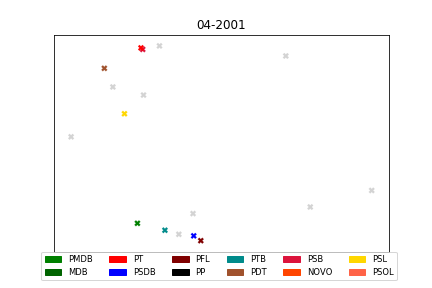 04-2001
PMDB PT PFL PTB PSB PSL
MDB PSDB PP PDT NOVO PSOL